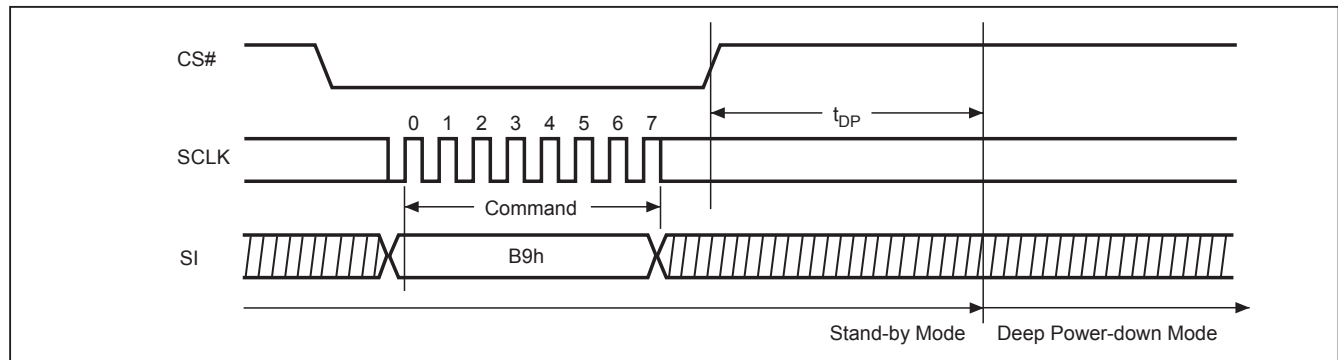 CS#
t_DP
0 1 2 3 4 5 6 7
SCLK
Command
SI
B9h
Stand-by Mode Deep Power-down Mode